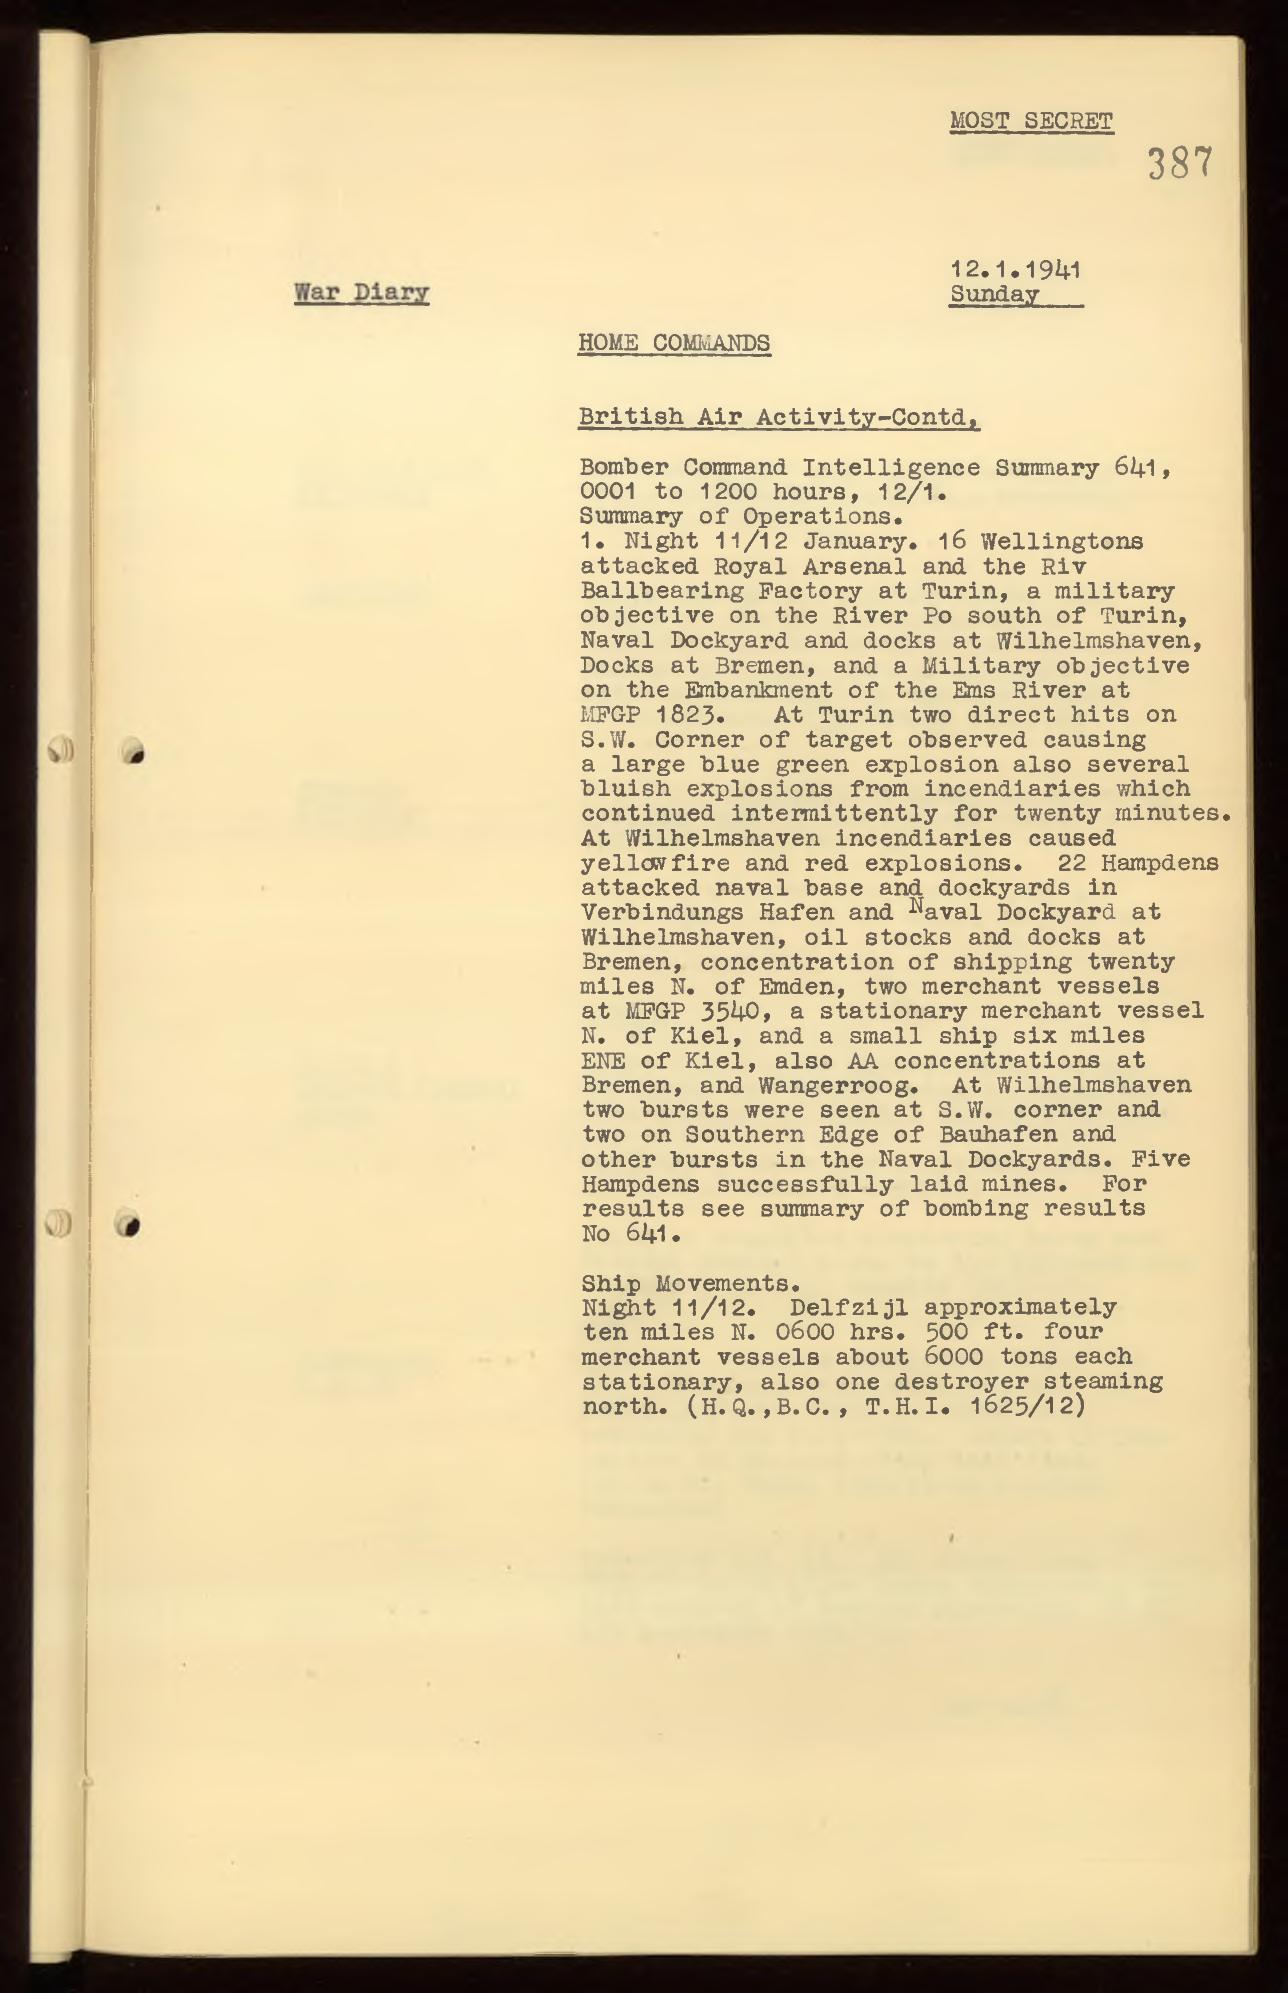 MOST SECRET
387
12.1.1941
War Diary
Sunday
HOME COMMANDS
British Air Activity-Contd,
Bomber Command Intelligence Summary 641,
0001 to 1200 hours, 12/1.
Summary of Operations.
1. Night 11/12 January. 16 Wellingtons
attacked Royal Arsenal and the Riv
Ballbearing Factory at Turin, a military
objective on the River Po south of Turin,
Naval Dockyard and docks at Wilhelmshaven,
Docks at Bremen, and a Military objective
on the Embankment of the Ems River at
MFGP 1823. At Turin two direct hits on
S.W. Corner of target observed causing
a large blue green explosion also several
bluish explosions from incendiaries which
continued intermittently for twenty minutes.
At Wilhelmshaven incendiaries caused
yellow fire and red explosions. 22 Hampdens
attacked naval base and dockyards in
Verbindungs Hafen and Naval Dockyard at
Wilhelmshaven, oil stocks and docks at
Bremen, concentration of shipping twenty
miles N. of Emden, two merchant vessels
at MFGP 3540, a stationary merchant vessel
N. of Kiel, and a small ship six miles
ENE of Kiel, also AA concentrations at
Bremen, and Wangerroog. At Wilhelmshaven
two bursts were seen at S.W. corner and
two on Southern Edge of Bauhafen and
other bursts in the Naval Dockyards. Five
Hampdens successfully laid mines. For
results see summary of bombing results
No 641.
Ship Movements.
Night 11/12. Delfzijl approximately
ten miles N. 0600 hrs. 500 ft. four
merchant vessels about 6000 tons each
stationary, also one destroyer steaming
north. (H.Q.,B.C., T.H.I. 1625/12)